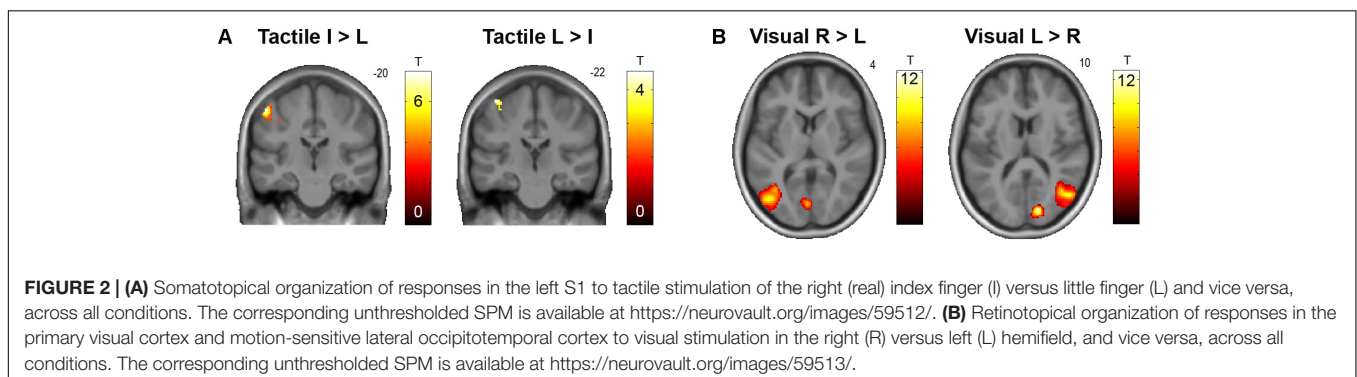 A Tactile I > L
Tactile L > I
B Visual R > L
Visual L > R
-20
T
6
0
-22
T
4
0
4
T
12
10
T
12
FIGURE 2 | (A) Somatotopical organization of responses in the left S1 to tactile stimulation of the right (real) index finger (I) versus little finger (L) and vice versa,
across all conditions. The corresponding unthresholded SPM is available at https://neurovault.org/images/59512/. (B) Retinotopical organization of responses in the
primary visual cortex and motion-sensitive lateral occipitotemporal cortex to visual stimulation in the right (R) versus left (L) hemifield, and vice versa, across all
conditions. The corresponding unthresholded SPM is available at https://neurovault.org/images/59513/.